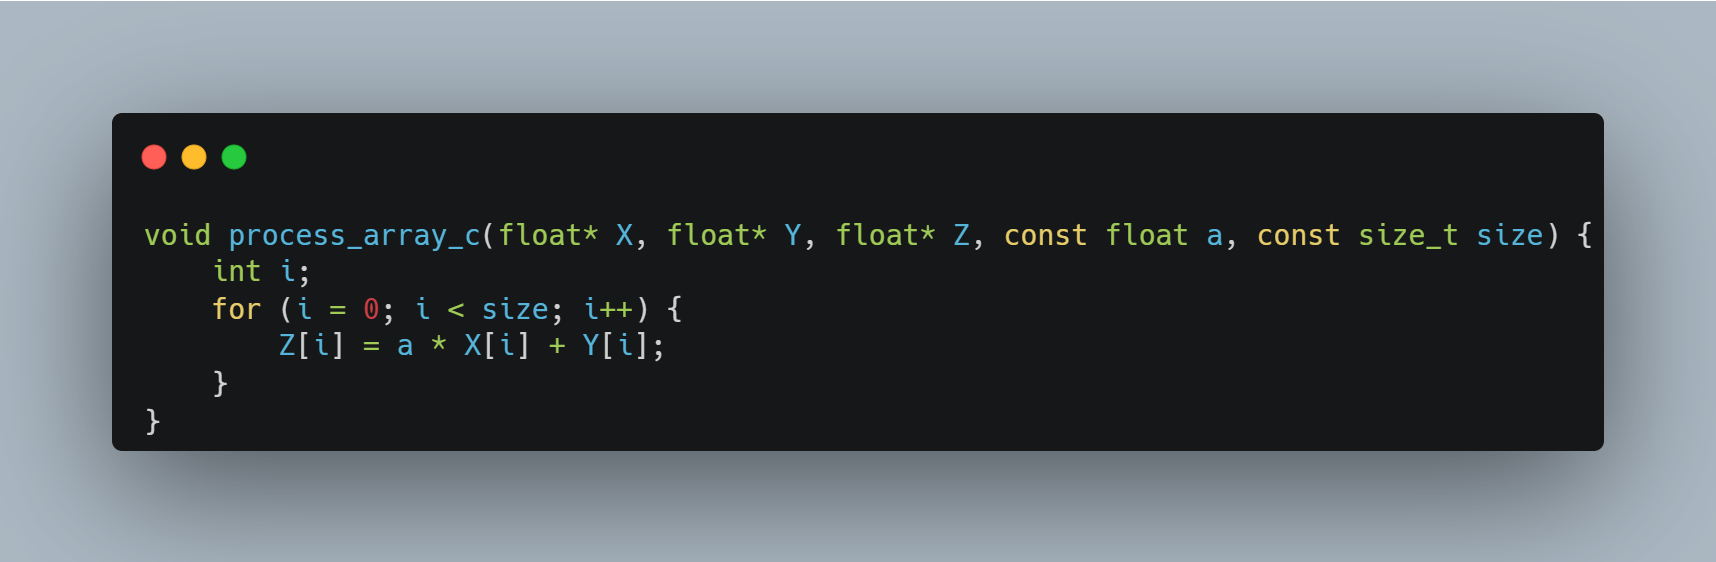 void process_array_c(float* X, float* Y, float* Z, const float a, const size_t size) {
    int i;
    for (i = 0; i < size; i++) {
        Z[i] = a * X[i] + Y[i];
    }
}